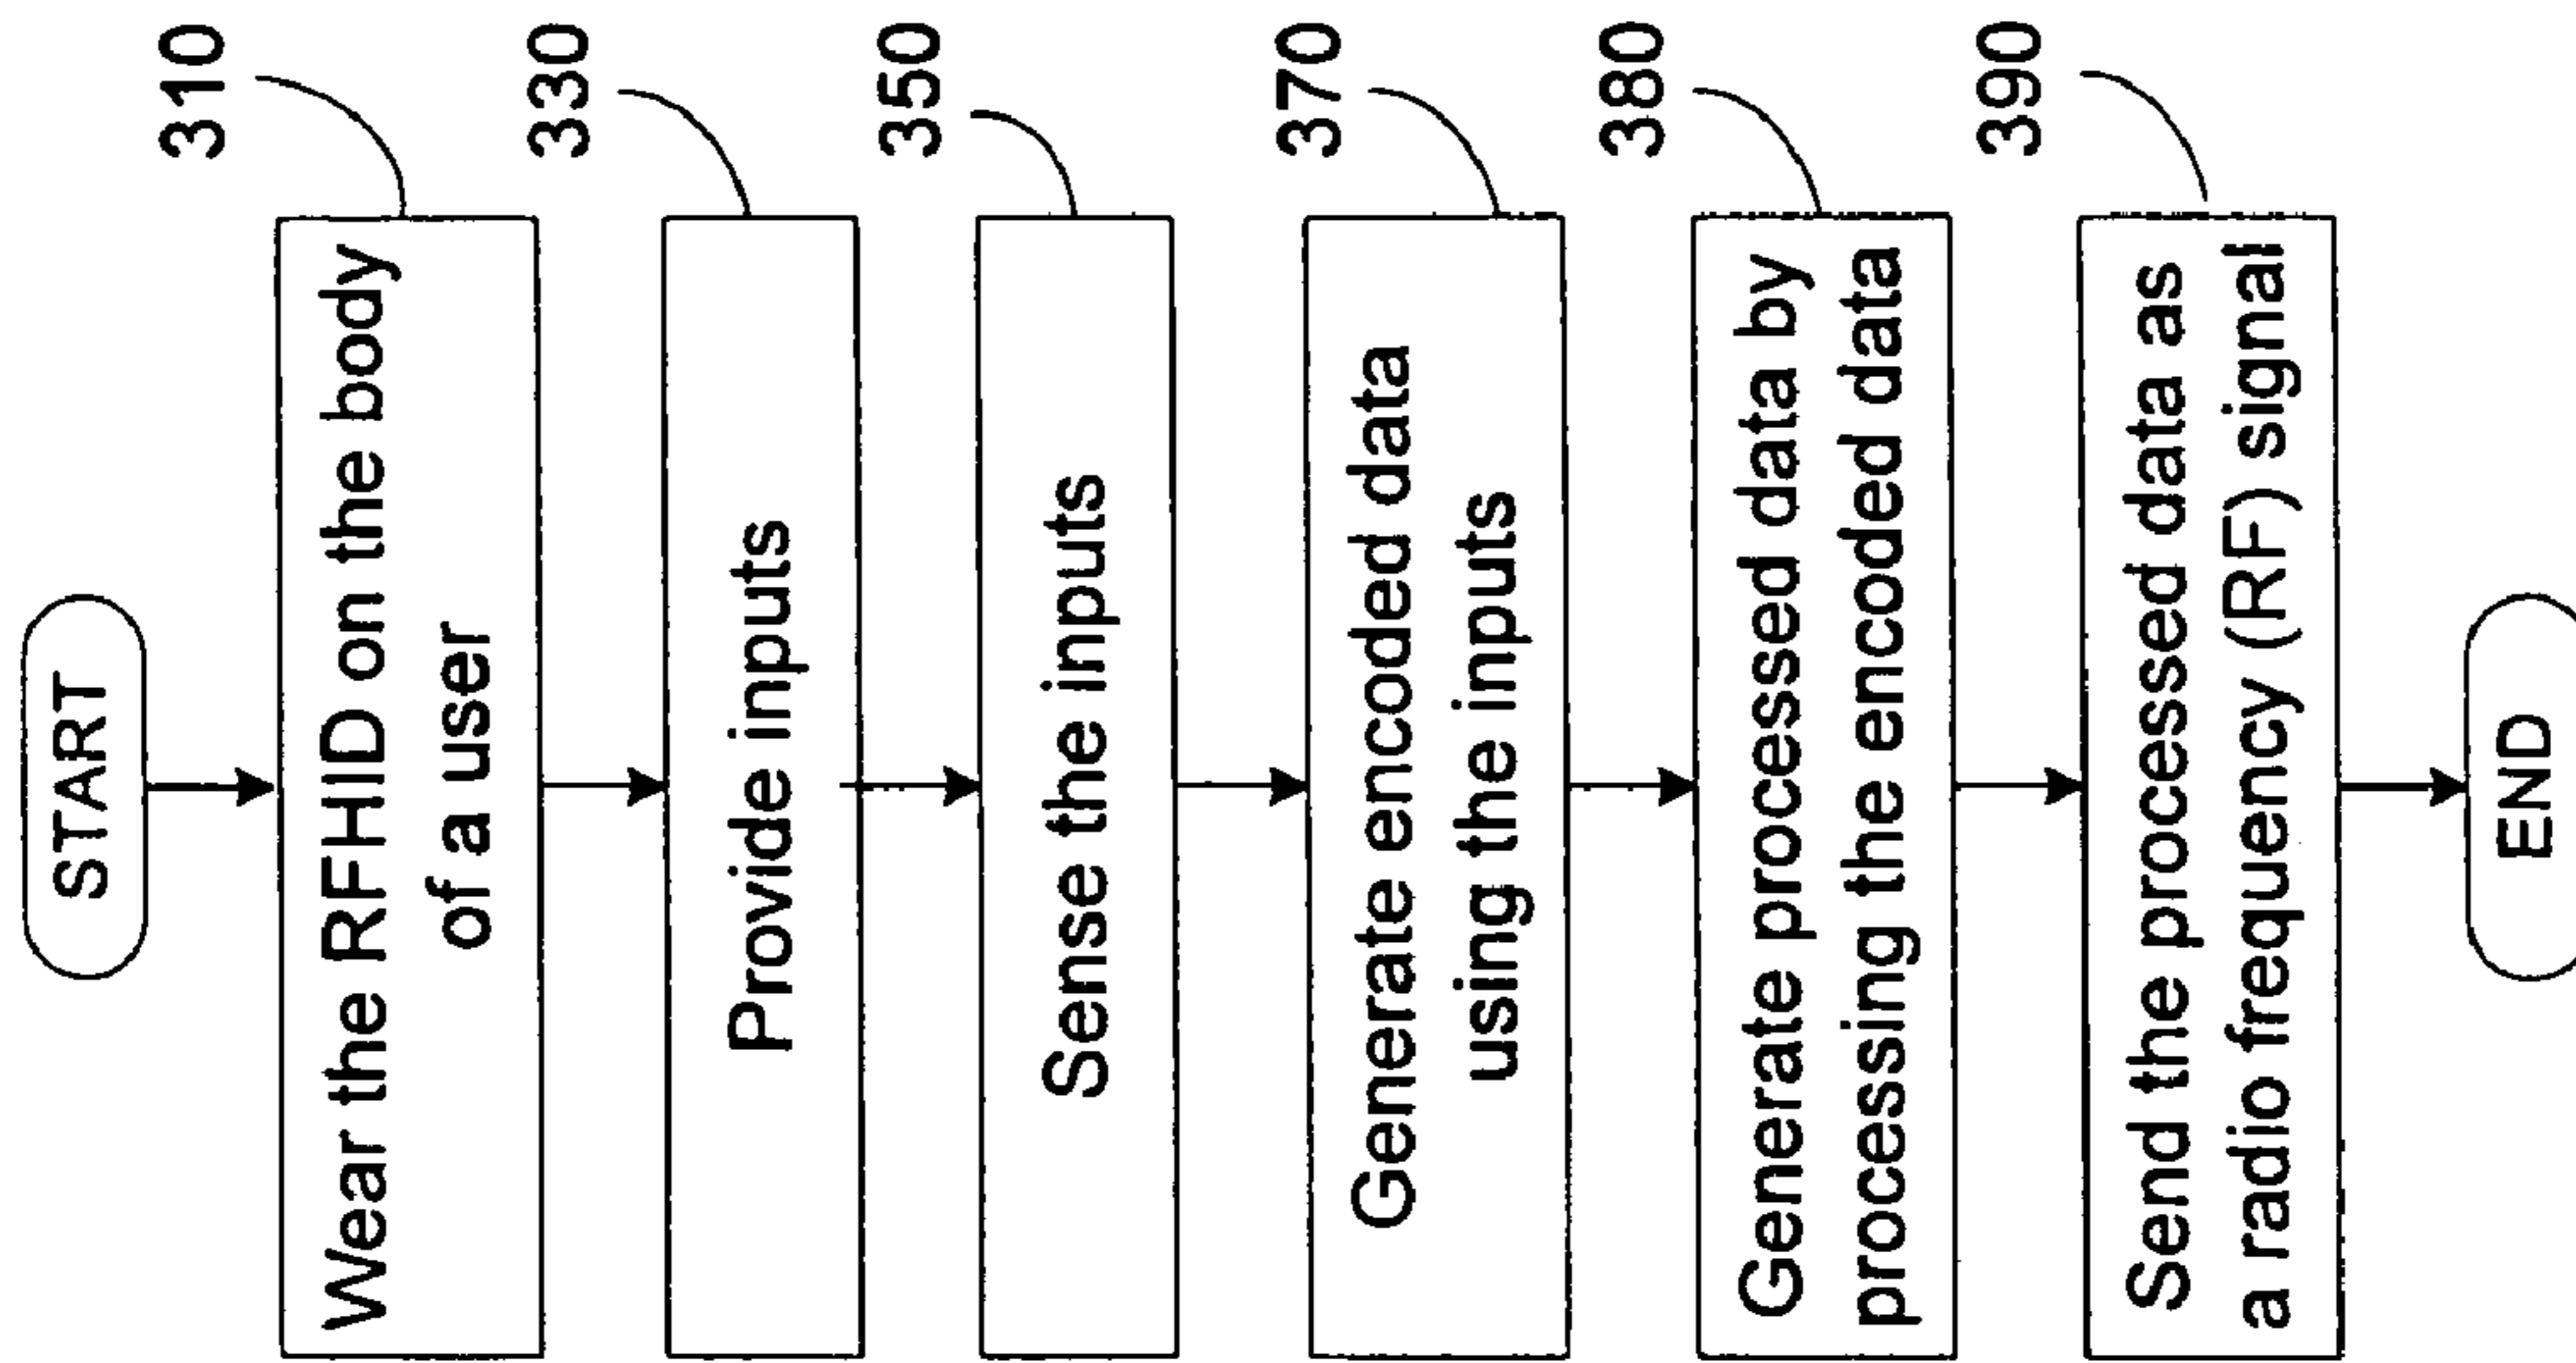 START
310
Wear the RFHID on the body
of a user
330
Provide inputs
350
Sense the inputs
370
Generate encoded data
using the inputs
380
Generate processed data by
processing the encoded data
390
Send the processed data as
a radio frequency (RF) signal
END